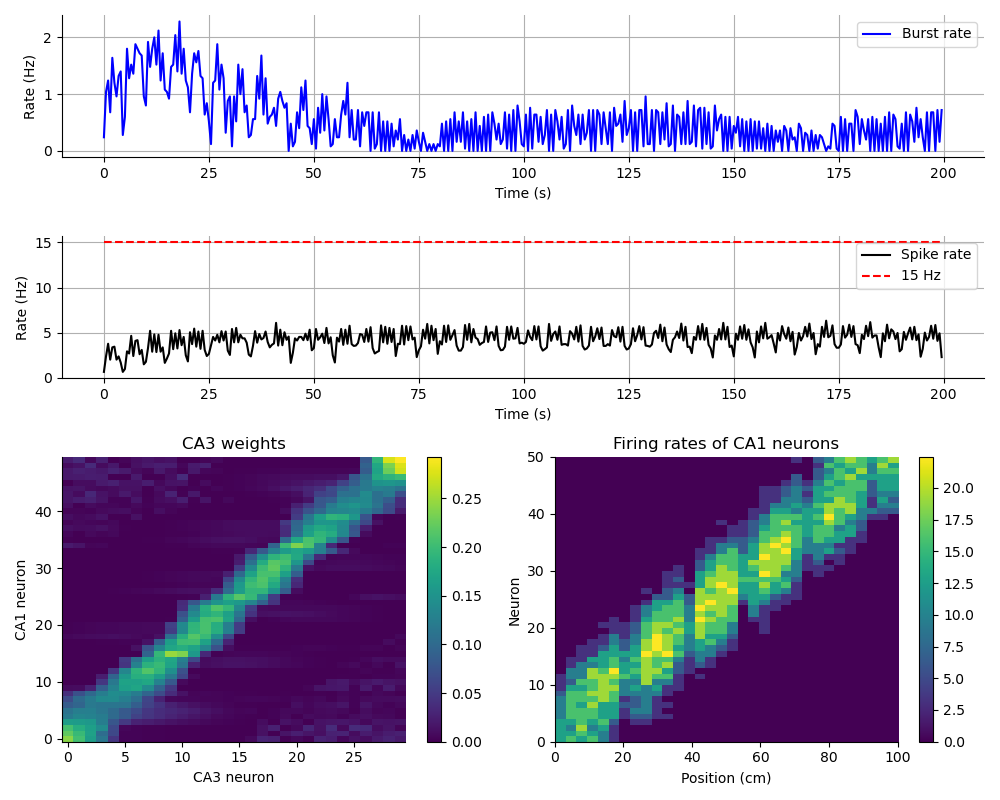 Rate (Hz)
2
1
0
Burst rate
0 25 50 75 100 125 150 175 200
Time (s)
Rate (Hz)
15
10
5
0
Spike rate
15 Hz
0 25 50 75 100 125 150 175 200
Time (s)
CA3 weights
CA1 neuron
40
30
20
10
0
0 5 10 15 20 25
CA3 neuron
0.25
0.20
0.15
0.10
0.05
0.00
Firing rates of CA1 neurons
Neuron
50
40
30
20
10
0
0 20 40 60 80 100
Position (cm)
20.0
17.5
15.0
12.5
10.0
7.5
5.0
2.5
0.0